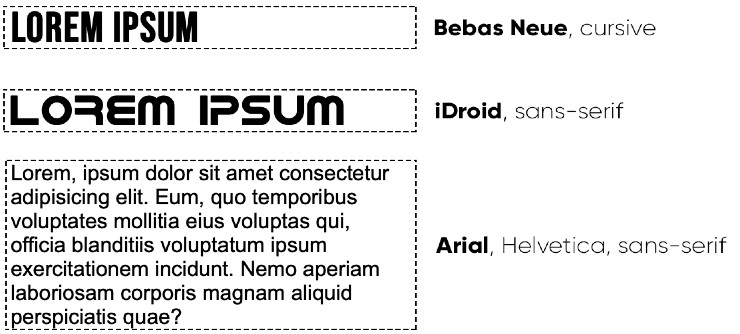 LOREM IPSUM
Bebas Neue, cursive
LOREM IPSUM
iDroid, sans-serif
Lorem, ipsum dolor sit amet consectetur
adipisicing elit. Eum, quo temporibus
voluptates mollitia eius voluptas qui,
officia blanditiis voluptatum ipsum
exercitationem incidunt. Nemo aperiam
laboriosam corporis magnam aliquid
perspiciatis quae?
Arial, Helvetica, sans-serif